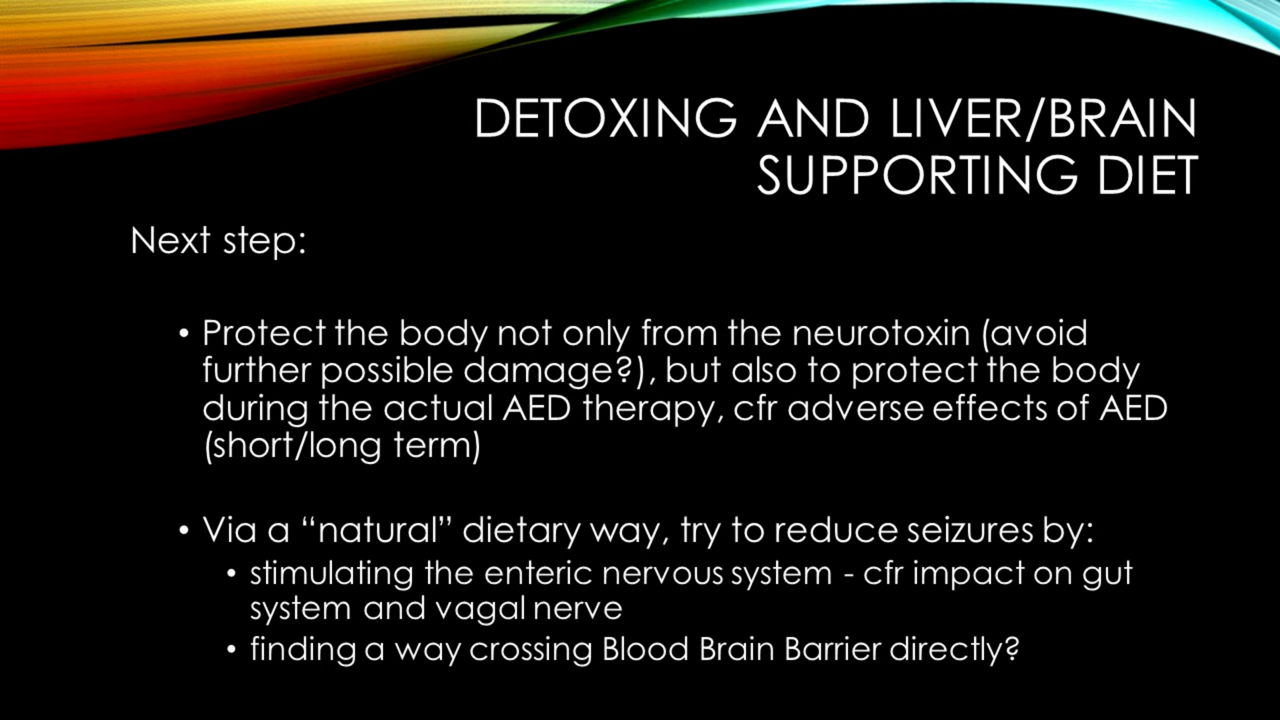 DETOXING AND LIVER/BRAIN
SUPPORTING DIET
Next step:
• Protect the body not only from the neurotoxin (avoid
further possible damage?), but also to protect the body
during the actual AED therapy, cfr adverse effects of AED
(short/long term)
• Via a “natural” dietary way, try to reduce seizures by:
• stimulating the enteric nervous system - cfr impact on gut
system and vagal nerve
• finding a way crossing Blood Brain Barrier directly?